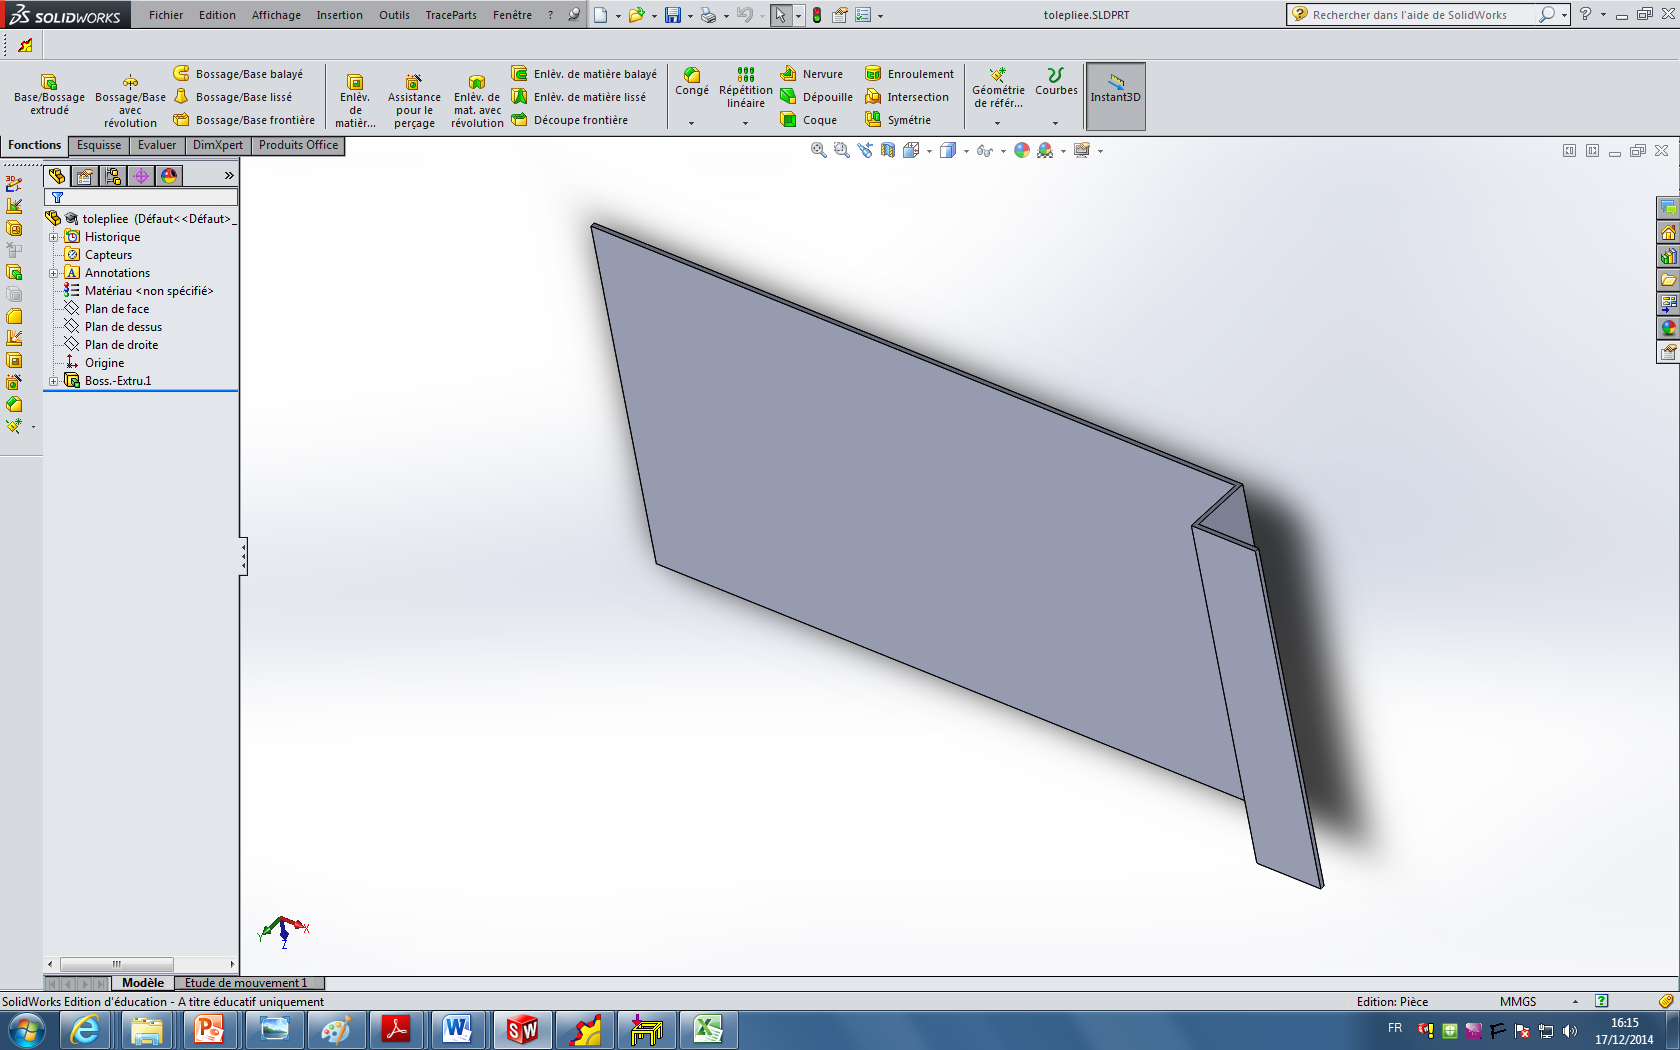 SOLIDWORKS Fichier Edition Affichage Insertion Outils TraceParts Fenêtre ? tolepliee.SLDPRT Rechercher dans l'aide de SolidWorks
Base/Bossage extrudé
Bossage/Base avec révolution
Bossage/Base balayé
Bossage/Base lissé
Bossage/Base frontière
Enlèv. de matièr...
Assistance pour le perçage
Enlèv. de mat. avec révolution
Enlèv. de matière balayé
Enlèv. de matière lissé
Découpe frontière
Congé
Répétition linéaire
Nervure
Dépouille
Coque
Enroulement
Intersection
Symétrie
Géométrie de référ...
Courbes
Instant3D
Fonctions Esquisse Evaluer DimXpert Produits Office
tolepliee (Défaut<<Défaut>_
Historique
Capteurs
Annotations
Matériau <non spécifié>
Plan de face
Plan de dessus
Plan de droite
Origine
Boss.-Extru.1
X
Y
Z
Modèle Etude de mouvement 1
SolidWorks Edition d'éducation - A titre éducatif uniquement Edition: Pièce MMGS
FR 16:15
17/12/2014